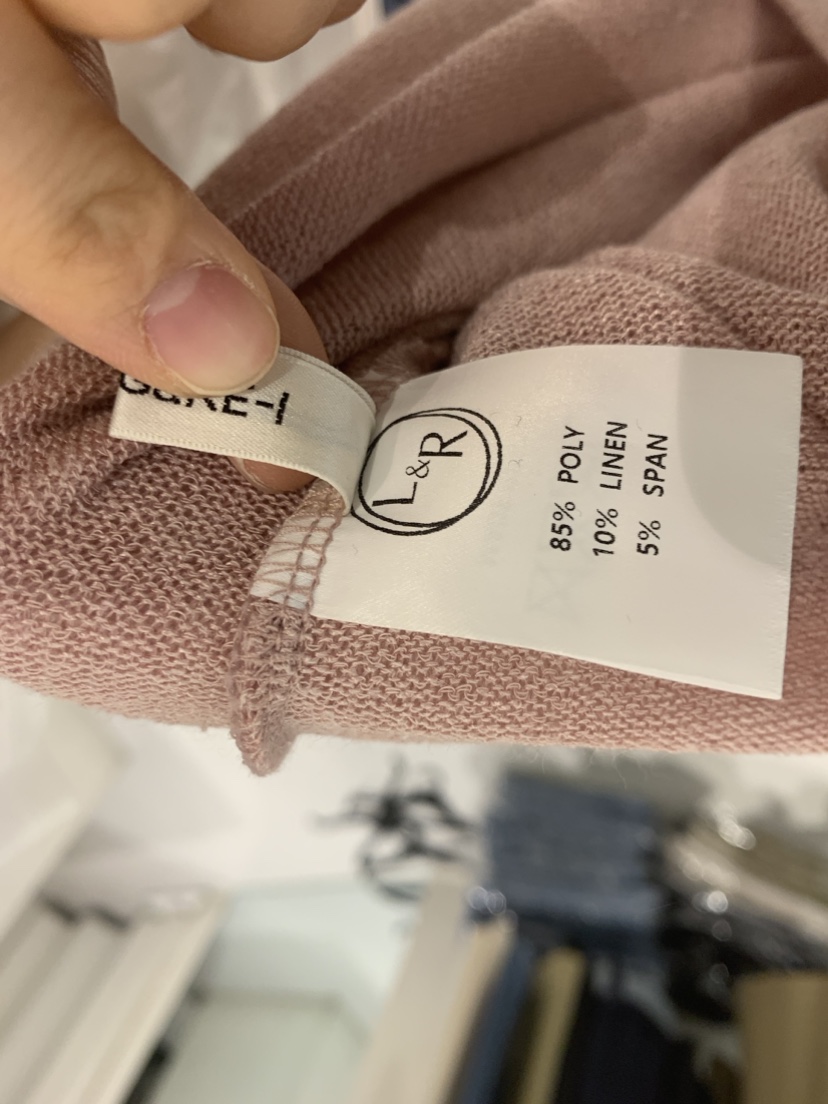 L&R
85% POLY
10% LINEN
5% SPAN